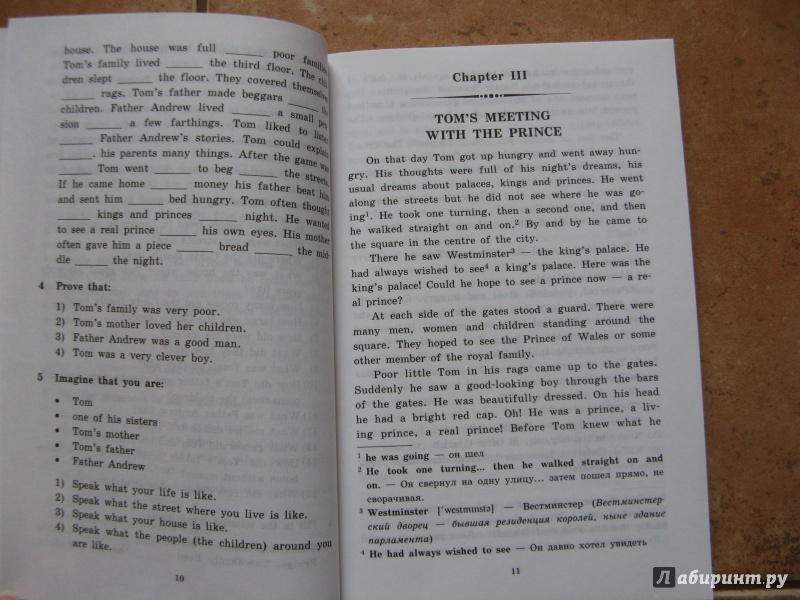 house. The house was full ______ poor families.
Tom's family lived ______ the third floor. The chil-
dren slept ______ the floor. They covered themselves
______ rags. Tom's father made beggars ______ the
children. Father Andrew lived ______ a small pen-
sion ______ a few farthings. Tom liked to listen
______ Father Andrew's stories. Tom could explain
______. his parents many things. After the game was
______ Tom went ______ to beg ______ the streets.
If he came home ______ money his father beat him
and sent him ______ bed hungry. Tom often thought
______ kings and princes ______ night. He wanted
to see a real prince ______ his own eyes. His mother
often gave him a piece ______ bread ______ the mid-
dle ______ the night.
4 Prove that:
1) Tom's family was very poor.
2) Tom's mother loved her children.
3) Father Andrew was a good man.
4) Tom was a very clever boy.
5 Imagine that you are:
• Tom
• one of his sisters
• Tom's mother
• Tom's father
• Father Andrew
1) Speak what your life is like.
2) Speak what the street where you live is like.
3) Speak what your house is like.
4) Speak what the people (the children) around you
are like.
10
Chapter III
TOM'S MEETING
WITH THE PRINCE
On that day Tom got up hungry and went away hun-
gry. His thoughts were full of his night's dreams, his
usual dreams about palaces, kings and princes. He went
along the streets but he did not see where he was go-
ing¹. He took one turning, then a second one, and then
he walked straight on and on.² By and by he came to
the square in the centre of the city.
There he saw Westminster³ — the king's palace. He
had always wished to see⁴ a king's palace. Here was the
king's palace! Could he hope to see a prince now — a re-
al prince?
At each side of the gates stood a guard. There were
many men, women and children standing around the
square. They hoped to see the Prince of Wales or some
other member of the royal family.
Poor little Tom in his rags came up to the gates.
Suddenly he saw a good-looking boy through the bars
of the gates. He was beautifully dressed. On his head
he had a bright red cap. Oh! He was a prince, a liv-
ing prince, a real prince! Before Tom knew what he
¹ he was going — он шел
² He took one turning... then he walked straight on and
on. — Он свернул на одну улицу... затем пошел прямо, не
сворачивая.
³ Westminster [ˈwestmɪnstə] — Вестминстер (Вестминстер-
ский дворец — бывшая резиденция королей, ныне здание
парламента)
⁴ He had always wished to see — Он давно хотел увидеть
11
Лабиринт.ру